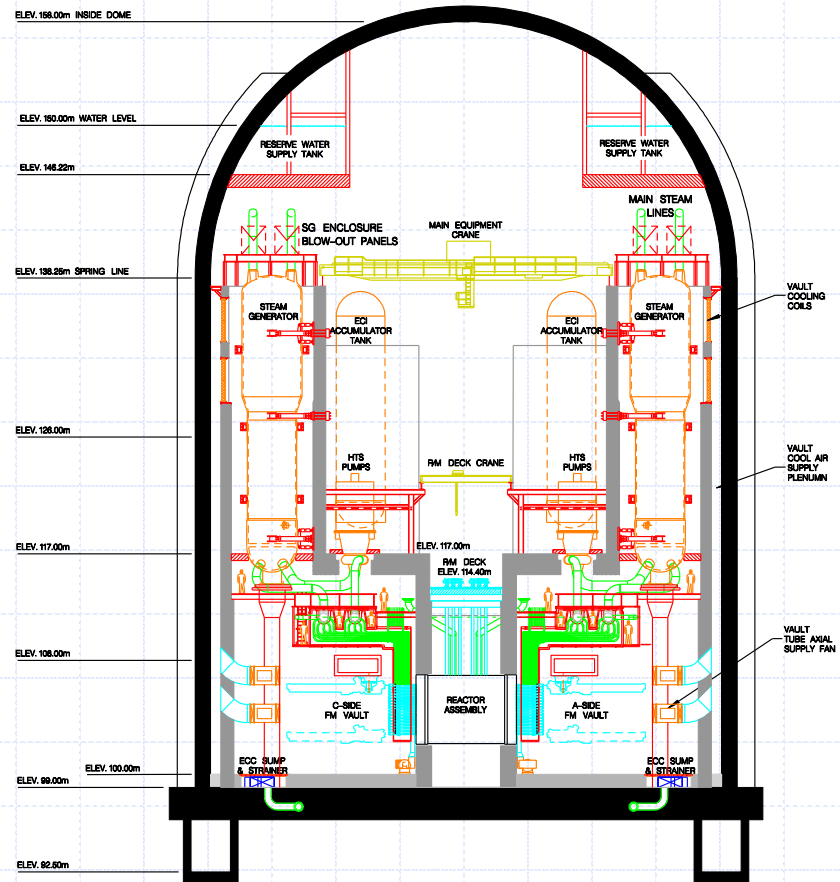 ELEV. 156.00m INSIDE DOME
ELEV. 150.00m WATER LEVEL
RESERVE WATER
SUPPLY TANK
RESERVE WATER
SUPPLY TANK
ELEV. 146.22m
MAIN STEAM
LINES
SG ENCLOSURE
BLOW-OUT PANELS
MAIN EQUIPMENT
CRANE
ELEV. 138.25m SPRING LINE
VAULT
COOLING
COILS
STEAM
GENERATOR
ECI
ACCUMULATOR
TANK
ECI
ACCUMULATOR
TANK
STEAM
GENERATOR
ELEV. 126.00m
HTS
PUMPS
R/M DECK CRANE
HTS
PUMPS
VAULT
COOL AIR
SUPPLY
PLENUMN
ELEV. 117.00m
ELEV. 117.00m
R/M DECK
ELEV. 114.40m
VAULT
TUBE AXIAL
SUPPLY FAN
ELEV. 108.00m
C-SIDE
FM VAULT
REACTOR
ASSEMBLY
A-SIDE
FM VAULT
ECC SUMP
& STRAINER
ECC SUMP
& STRAINER
ELEV. 100.00m
ELEV. 99.00m
ELEV. 92.50m